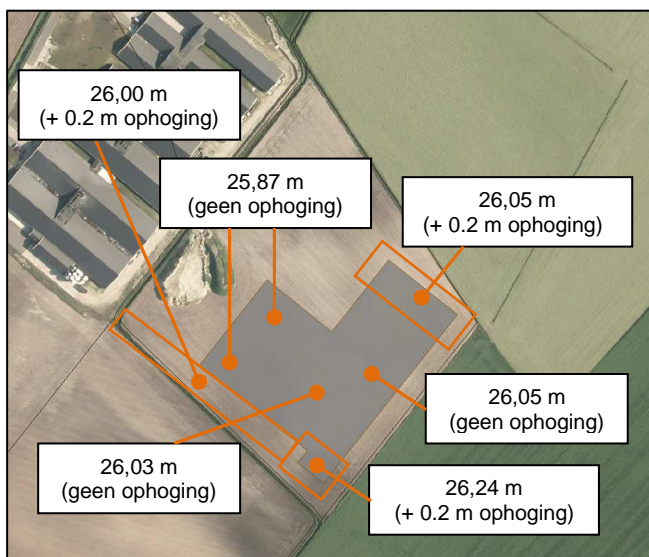 26,00 m
(+ 0.2 m ophoging)
25,87 m
(geen ophoging)
26,05 m
(+ 0.2 m ophoging)
26,05 m
(geen ophoging)
26,03 m
(geen ophoging)
26,24 m
(+ 0.2 m ophoging)